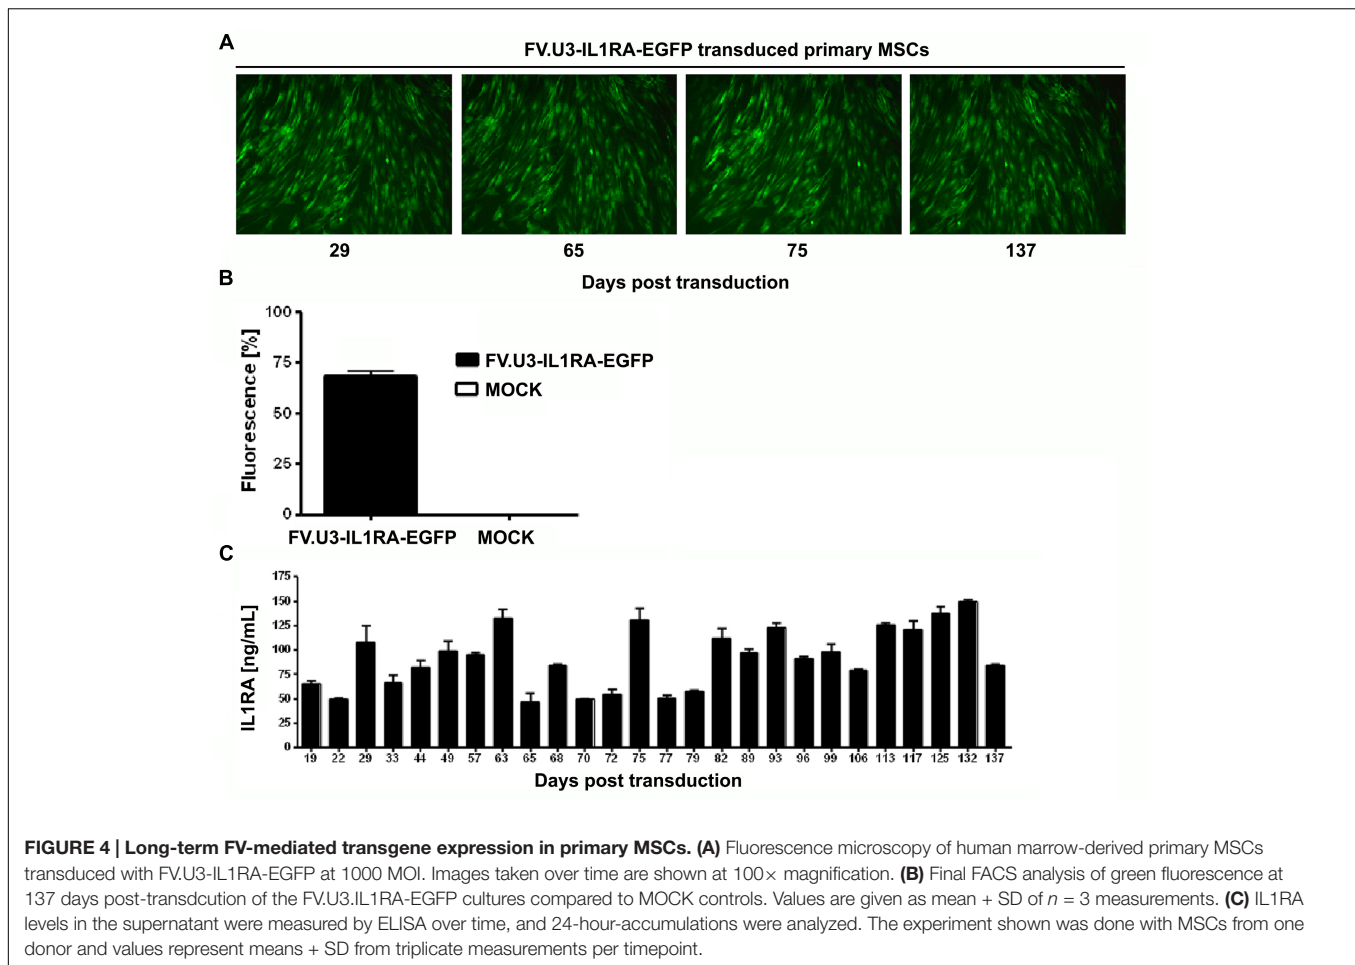 A
FV.U3-IL1RA-EGFP transduced primary MSCs
29 65 75 137
Days post transduction
B
100
75
50
25
0
Fluorescence [%]
FV.U3-IL1RA-EGFP
MOCK
FV.U3-IL1RA-EGFP MOCK
C
175
150
125
100
75
50
25
0
IL1RA [ng/mL]
19 22 29 33 44 49 57 63 65 68 70 72 75 77 79 82 89 93 96 99 106 113 117 125 132 137
Days post transduction
FIGURE 4 | Long-term FV-mediated transgene expression in primary MSCs. (A) Fluorescence microscopy of human marrow-derived primary MSCs
transduced with FV.U3-IL1RA-EGFP at 1000 MOI. Images taken over time are shown at 100× magnification. (B) Final FACS analysis of green fluorescence at
137 days post-transdcution of the FV.U3.IL1RA-EGFP cultures compared to MOCK controls. Values are given as mean + SD of n = 3 measurements. (C) IL1RA
levels in the supernatant were measured by ELISA over time, and 24-hour-accumulations were analyzed. The experiment shown was done with MSCs from one
donor and values represent means + SD from triplicate measurements per timepoint.